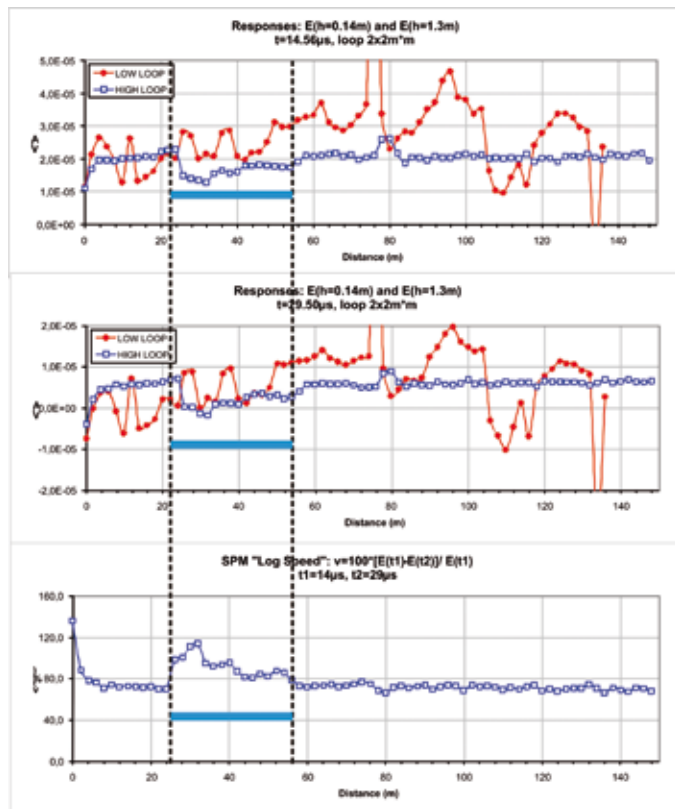 Responses: E(h=0.14m) and E(h=1.3m)
t=14.56µs, loop 2x2m*m
5,0E-05
4,0E-05
3,0E-05
2,0E-05
1,0E-05
0,0E+00
LOW LOOP
HIGH LOOP
0 20 40 60 80 100 120 140
Distance (m)
Responses: E(h=0.14m) and E(h=1.3m)
t=29.50µs, loop 2x2m*m
2,0E-05
1,0E-05
0,0E+00
-1,0E-05
-2,0E-05
LOW LOOP
HIGH LOOP
0 20 40 60 80 100 120 140
Distance (m)
SPM "Log Speed": v=100*[E(t1)-E(t2)]/ E(t1)
t1=14µs, t2=29µs
160,0
120,0
80,0
40,0
0,0
0 20 40 60 80 100 120 140
Distance (m)